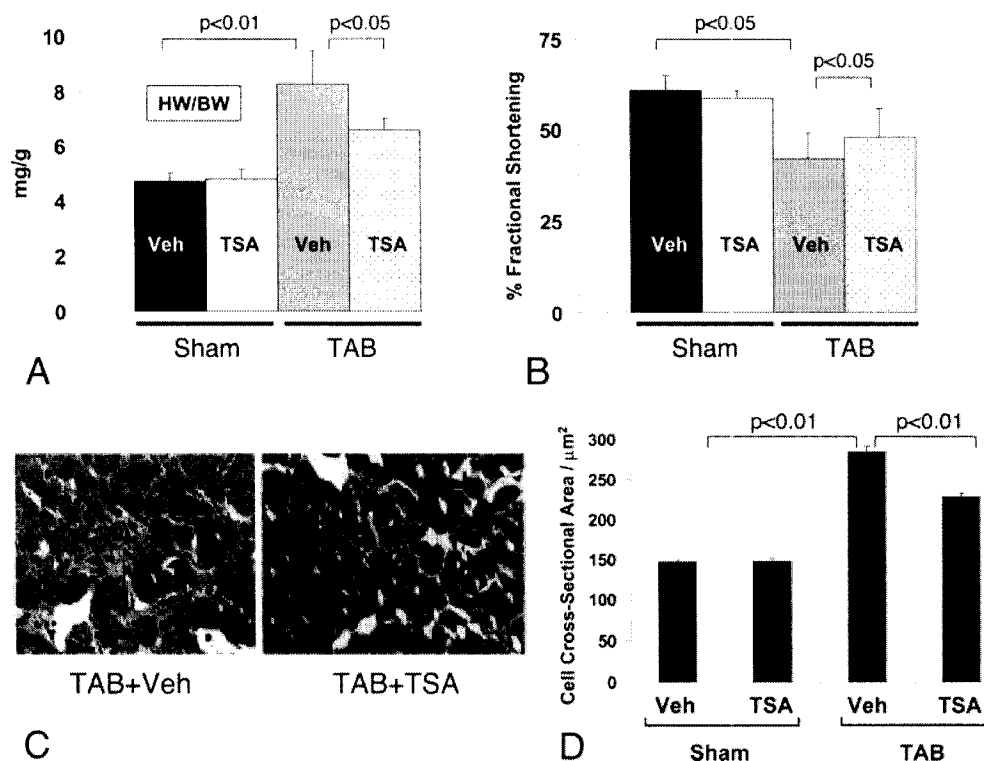 A
p<0.01
p<0.05
10
8
6
4
2
0
mg/g
HW/BW
Veh
TSA
Veh
TSA
Sham
TAB
B
p<0.05
p<0.05
75
50
25
0
% Fractional Shortening
Veh
TSA
Veh
TSA
Sham
TAB
TAB+Veh
TAB+TSA
C
p<0.01
p<0.01
300
250
200
150
100
50
0
Cell Cross-Sectional Area / μm²
Veh
TSA
Veh
TSA
Sham
TAB
D